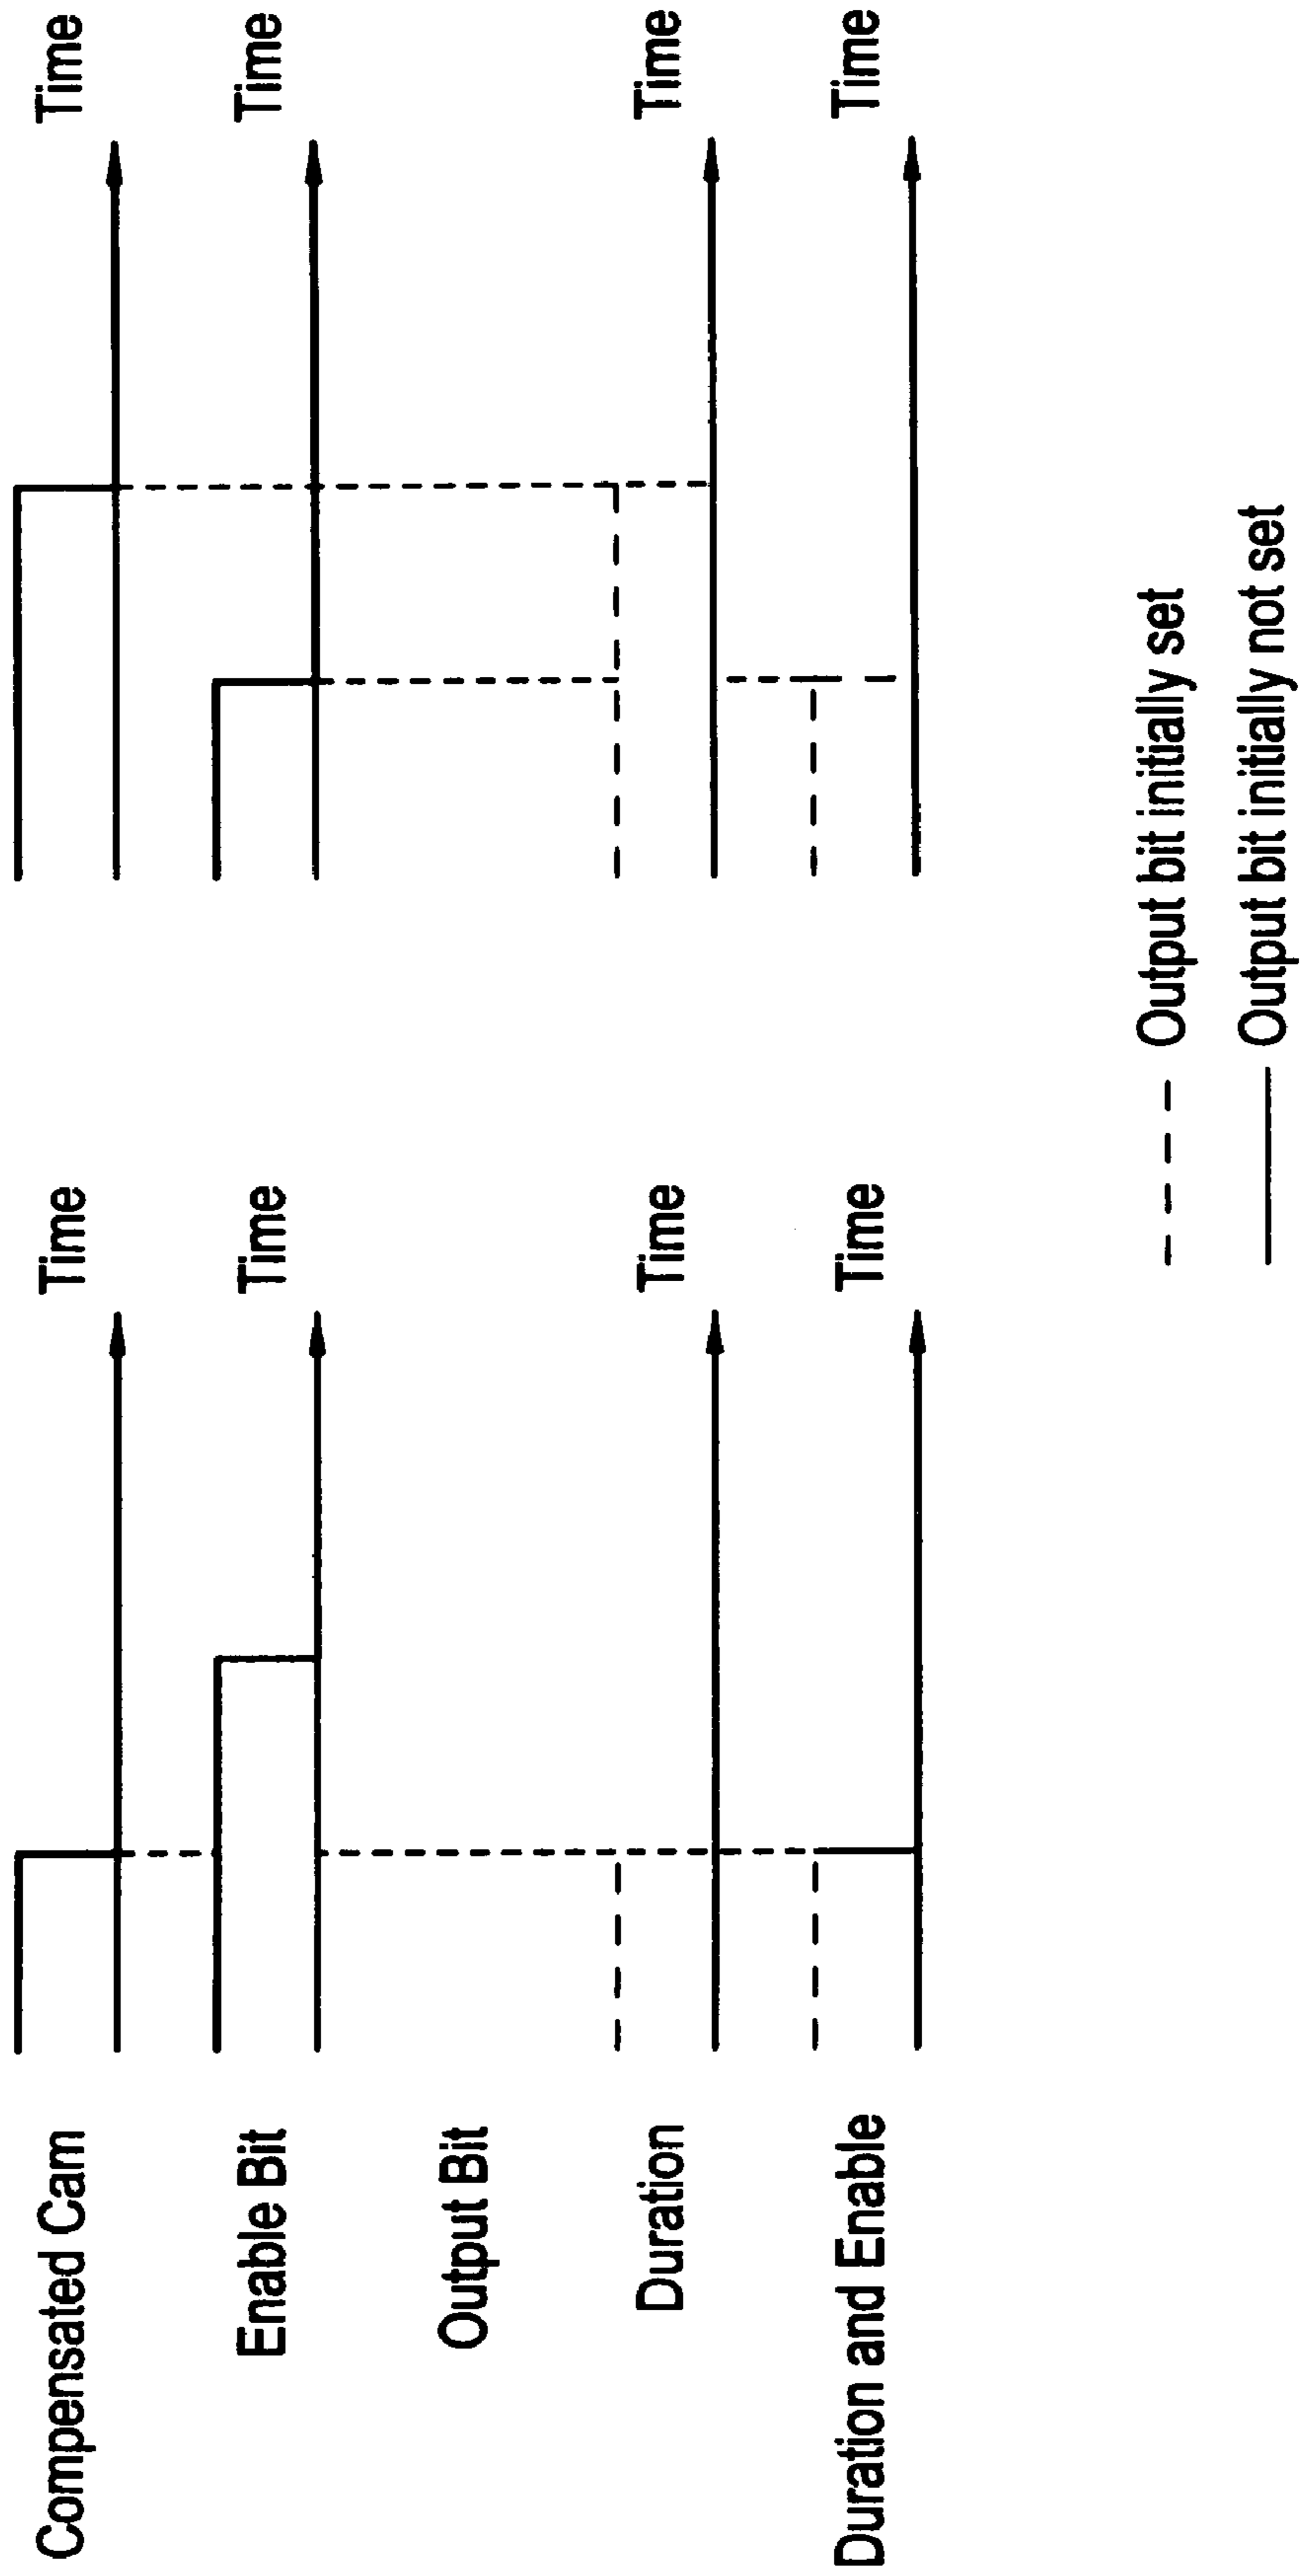 Compensated Cam
Time
Time
Enable Bit
Time
Time
Output Bit
Duration
Time
Time
Duration and Enable
Time
Time
Output bit initially set
Output bit initially not set